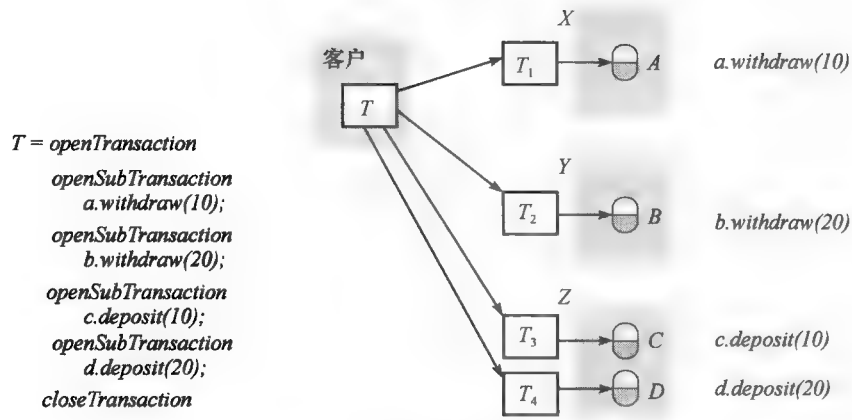 T = openTransaction
openSubTransaction
a.withdraw(10);
openSubTransaction
b.withdraw(20);
openSubTransaction
c.deposit(10);
openSubTransaction
d.deposit(20);
closeTransaction
客户
T
X
T₁
A
a.withdraw(10)
Y
T₂
B
b.withdraw(20)
Z
T₃
C
c.deposit(10)
T₄
D
d.deposit(20)